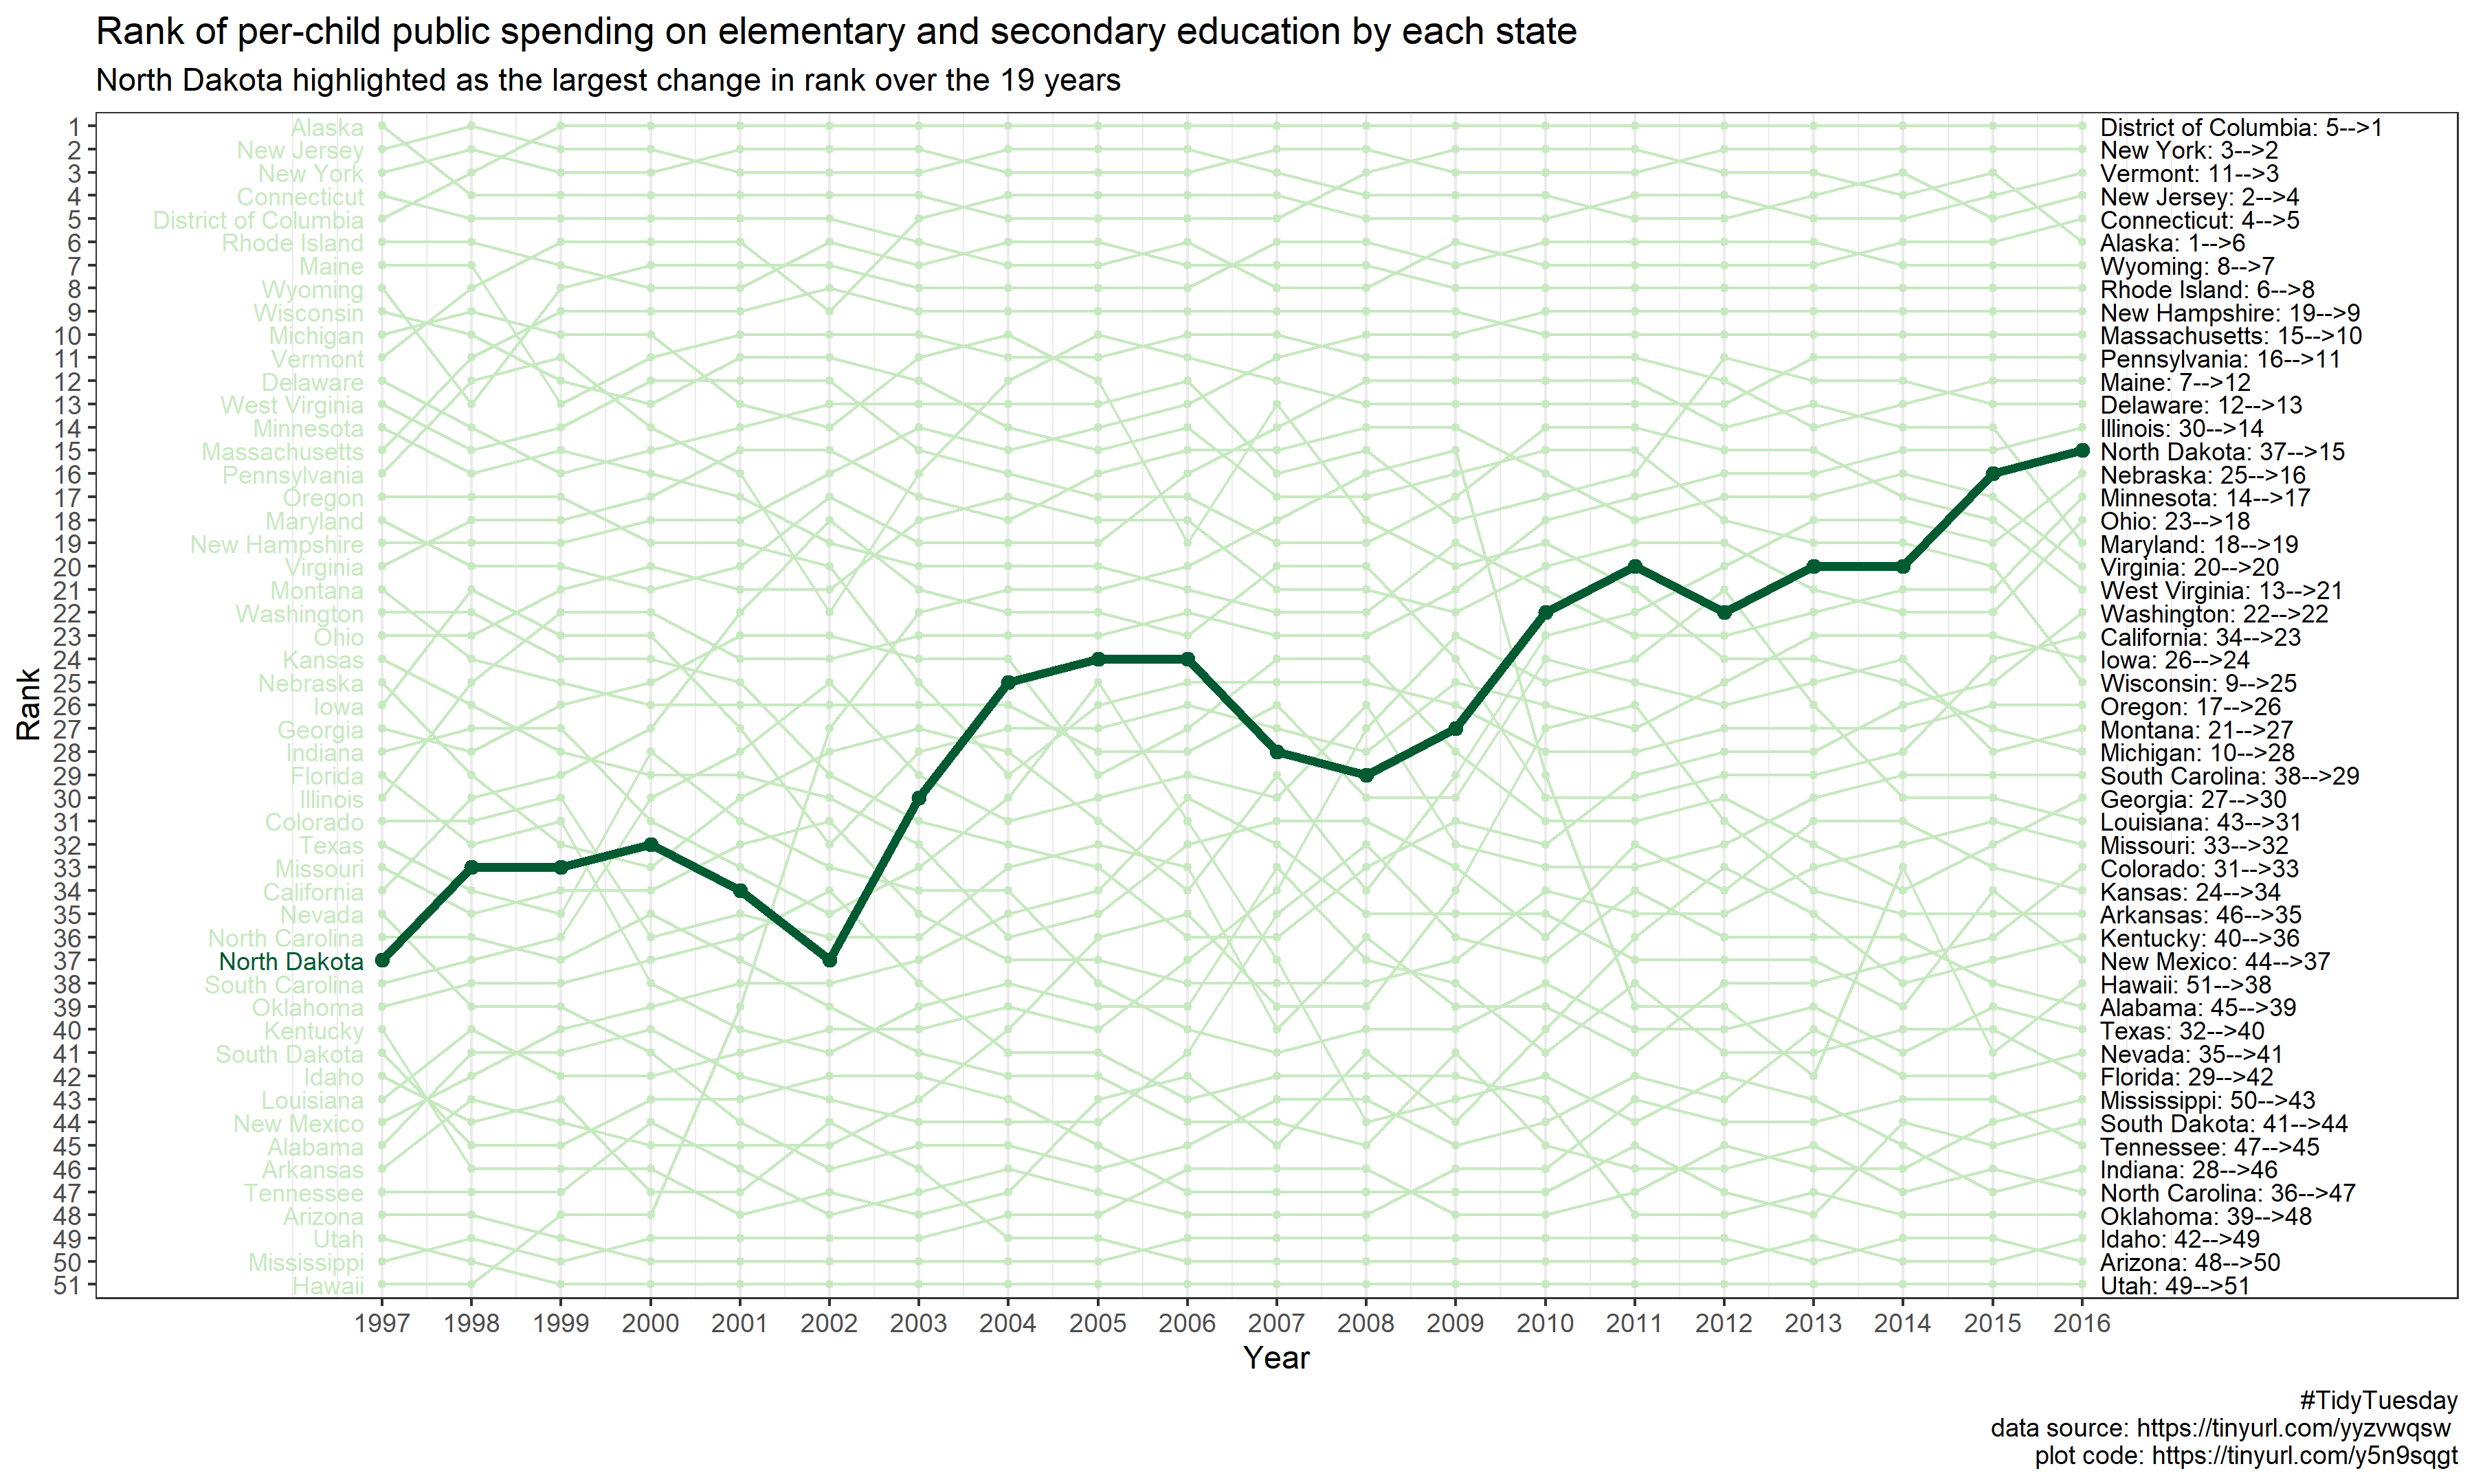 Rank of per-child public spending on elementary and secondary education by each state
North Dakota highlighted as the largest change in rank over the 19 years
Rank
1
2
3
4
5
6
7
8
9
10
11
12
13
14
15
16
17
18
19
20
21
22
23
24
25
26
27
28
29
30
31
32
33
34
35
36
37
38
39
40
41
42
43
44
45
46
47
48
49
50
51
Alaska
New Jersey
New York
Connecticut
District of Columbia
Rhode Island
Maine
Wyoming
Wisconsin
Michigan
Vermont
Delaware
West Virginia
Minnesota
Massachusetts
Pennsylvania
Oregon
Maryland
New Hampshire
Virginia
Montana
Washington
Ohio
Kansas
Nebraska
Iowa
Georgia
Indiana
Florida
Illinois
Colorado
Texas
Missouri
California
Nevada
North Carolina
North Dakota
South Carolina
Oklahoma
Kentucky
South Dakota
Idaho
Louisiana
New Mexico
Alabama
Arkansas
Tennessee
Arizona
Utah
Mississippi
Hawaii
District of Columbia: 5-->1
New York: 3-->2
Vermont: 11-->3
New Jersey: 2-->4
Connecticut: 4-->5
Alaska: 1-->6
Wyoming: 8-->7
Rhode Island: 6-->8
New Hampshire: 19-->9
Massachusetts: 15-->10
Pennsylvania: 16-->11
Maine: 7-->12
Delaware: 12-->13
Illinois: 30-->14
North Dakota: 37-->15
Nebraska: 25-->16
Minnesota: 14-->17
Ohio: 23-->18
Maryland: 18-->19
Virginia: 20-->20
West Virginia: 13-->21
Washington: 22-->22
California: 34-->23
Iowa: 26-->24
Wisconsin: 9-->25
Oregon: 17-->26
Montana: 21-->27
Michigan: 10-->28
South Carolina: 38-->29
Georgia: 27-->30
Louisiana: 43-->31
Missouri: 33-->32
Colorado: 31-->33
Kansas: 24-->34
Arkansas: 46-->35
Kentucky: 40-->36
New Mexico: 44-->37
Hawaii: 51-->38
Alabama: 45-->39
Texas: 32-->40
Nevada: 35-->41
Florida: 29-->42
Mississippi: 50-->43
South Dakota: 41-->44
Tennessee: 47-->45
Indiana: 28-->46
North Carolina: 36-->47
Oklahoma: 39-->48
Idaho: 42-->49
Arizona: 48-->50
Utah: 49-->51
1997 1998 1999 2000 2001 2002 2003 2004 2005 2006 2007 2008 2009 2010 2011 2012 2013 2014 2015 2016
Year
#TidyTuesday
data source: https://tinyurl.com/yyzvwqsw
plot code: https://tinyurl.com/y5n9sqgt